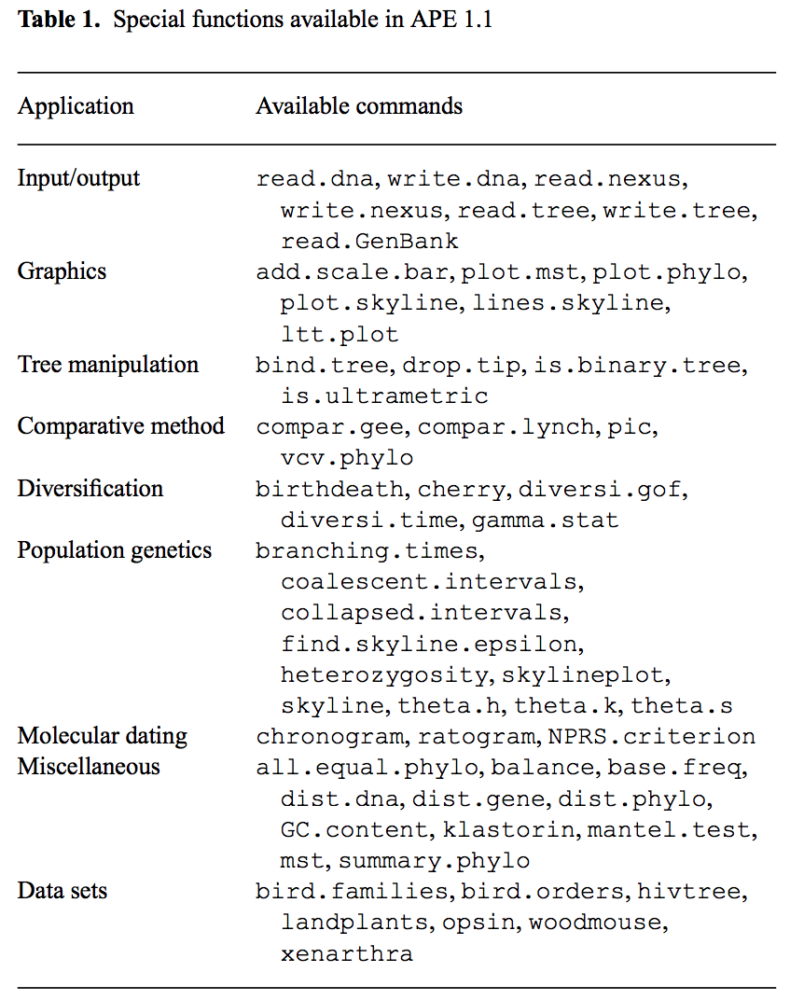 Table 1. Special functions available in APE 1.1
Application Available commands
Input/output read.dna, write.dna, read.nexus,
write.nexus, read.tree, write.tree,
read.GenBank
Graphics add.scale.bar, plot.mst, plot.phylo,
plot.skyline, lines.skyline,
ltt.plot
Tree manipulation bind.tree, drop.tip, is.binary.tree,
is.ultrametric
Comparative method compar.gee, compar.lynch, pic,
vcv.phylo
Diversification birthdeath, cherry, diversi.gof,
diversi.time, gamma.stat
Population genetics branching.times,
coalescent.intervals,
collapsed.intervals,
find.skyline.epsilon,
heterozygosity, skylineplot,
skyline, theta.h, theta.k, theta.s
Molecular dating chronogram, ratogram, NPRS.criterion
Miscellaneous all.equal.phylo, balance, base.freq,
dist.dna, dist.gene, dist.phylo,
GC.content, klastorin, mantel.test,
mst, summary.phylo
Data sets bird.families, bird.orders, hivtree,
landplants, opsin, woodmouse,
xenarthra